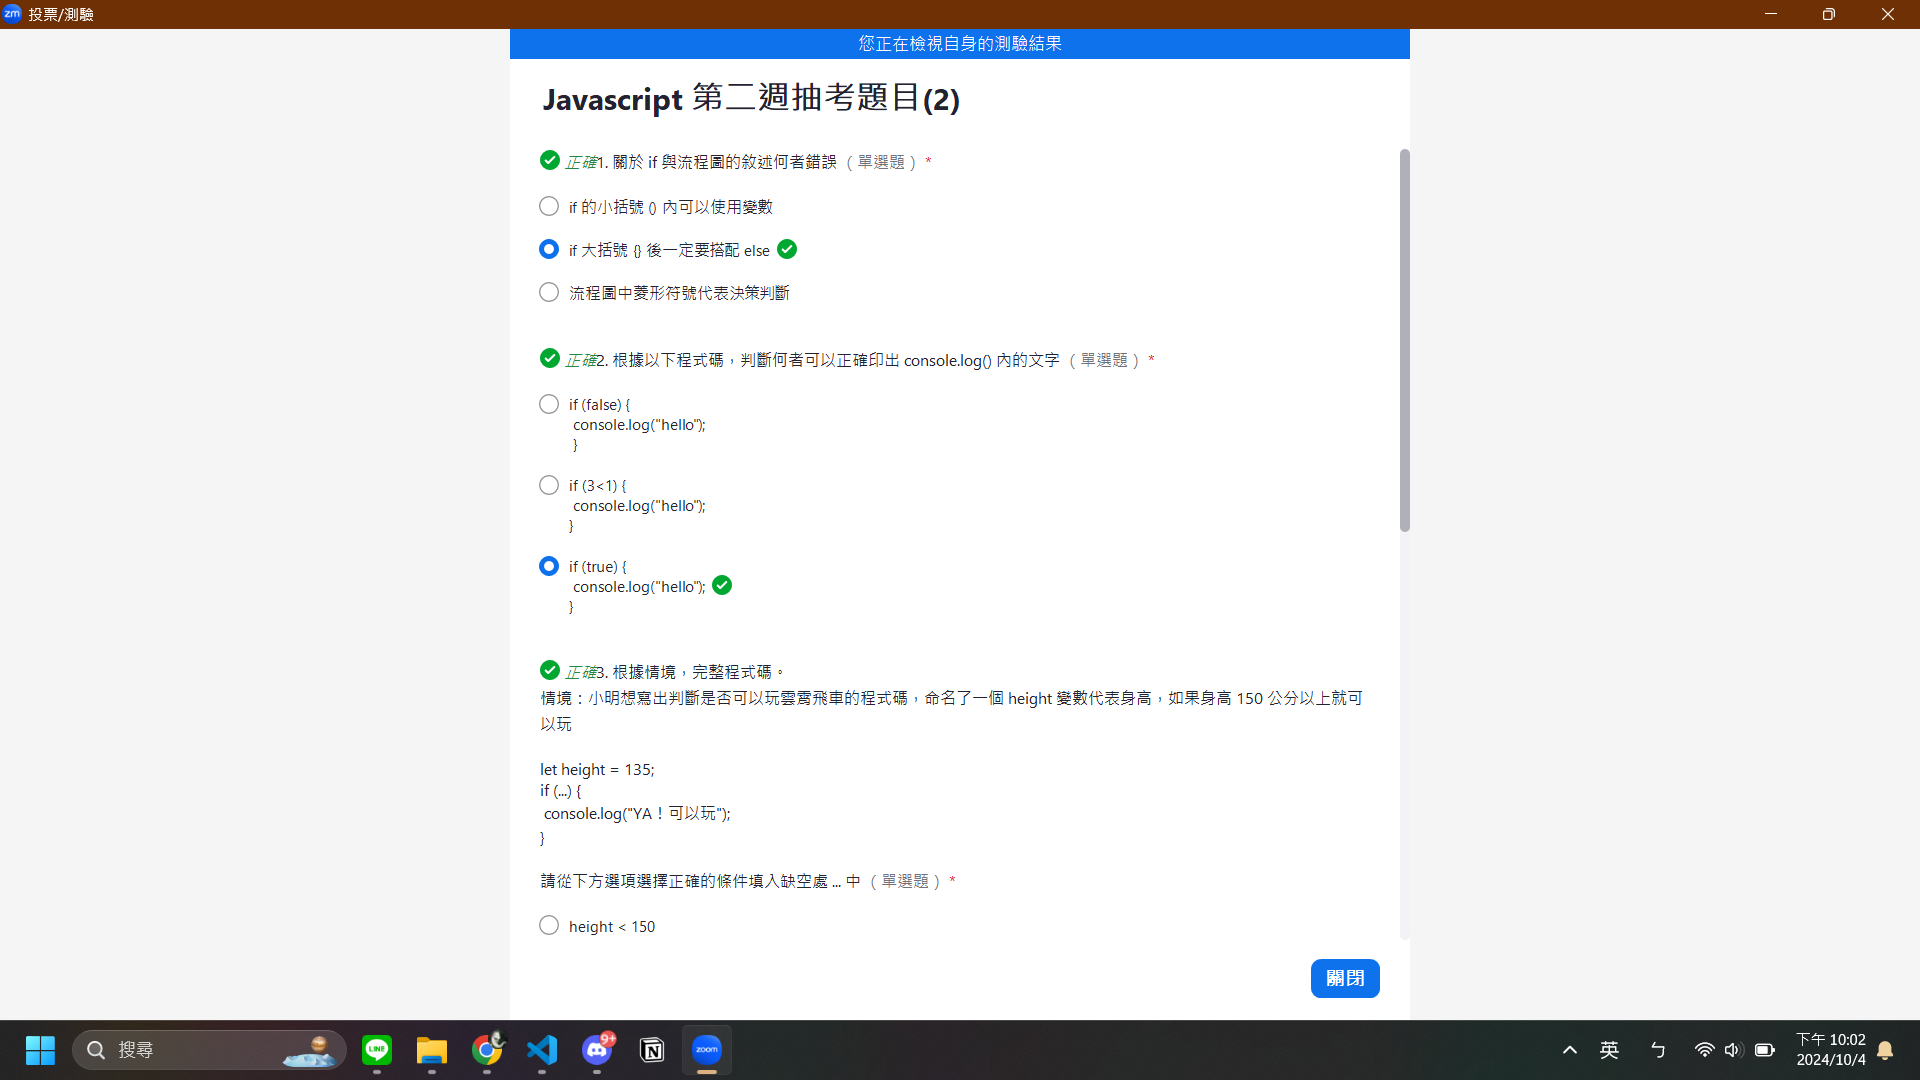 zm 投票/測驗
您正在檢視自身的測驗結果
Javascript 第二週抽考題目(2)
正確1. 關於 if 與流程圖的敘述何者錯誤 （單選題） *
if 的小括號 () 內可以使用變數
if 大括號 {} 後一定要搭配 else
流程圖中菱形符號代表決策判斷
正確2. 根據以下程式碼，判斷何者可以正確印出 console.log() 內的文字 （單選題） *
if (false) {
console.log("hello");
}
if (3<1) {
console.log("hello");
}
if (true) {
console.log("hello");
}
正確3. 根據情境，完整程式碼。
情境：小明想寫出判斷是否可以玩雲霄飛車的程式碼，命名了一個 height 變數代表身高，如果身高 150 公分以上就可
以玩
let height = 135;
if (...) {
console.log("YA！可以玩");
}
請從下方選項選擇正確的條件填入缺空處 ... 中 （單選題） *
height < 150
關閉
搜尋
LINE
9+
zoom
英
ㄅ
下午 10:02
2024/10/4